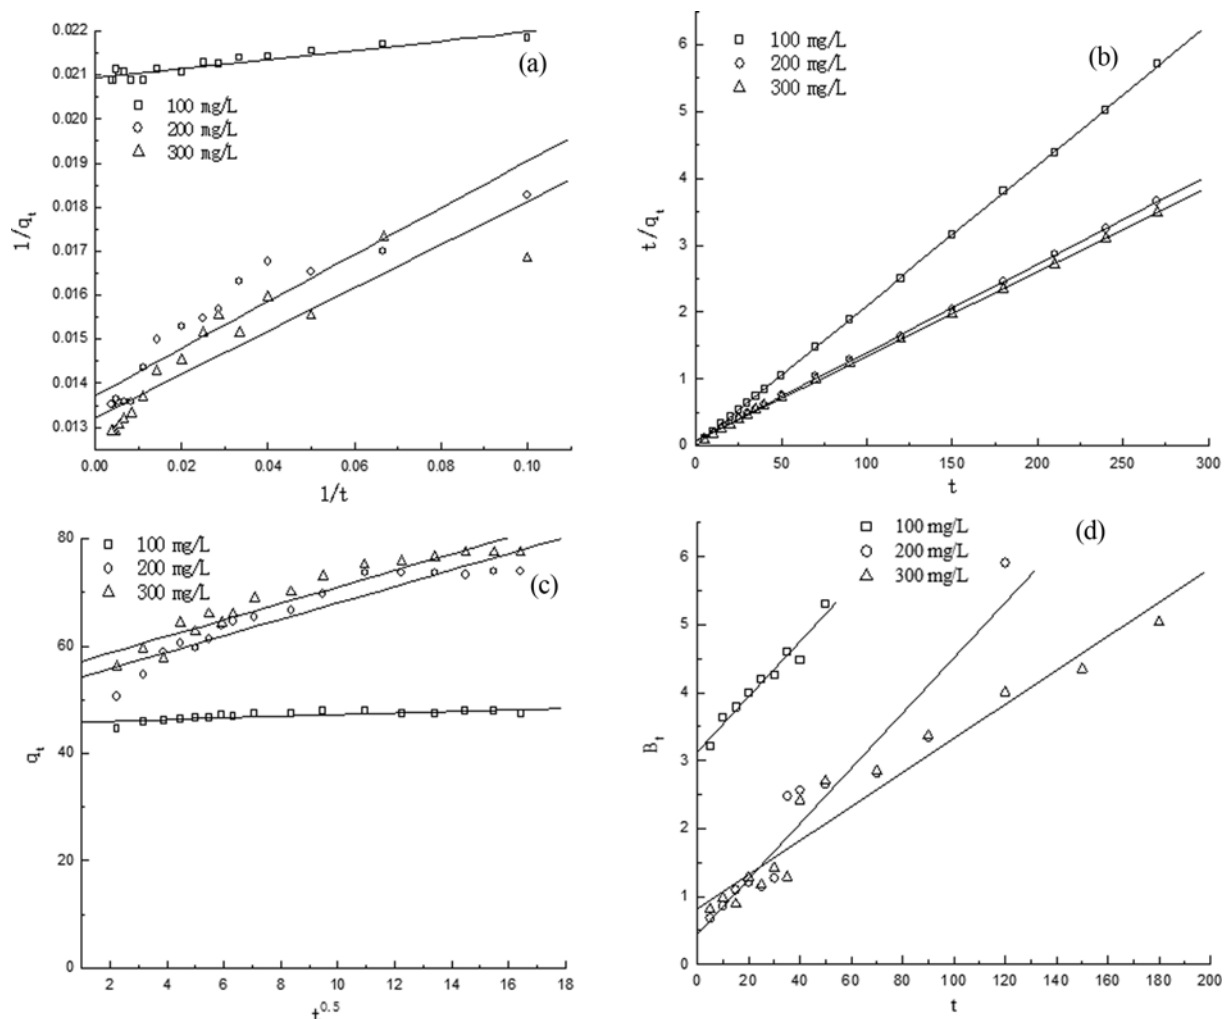 (a)
0.022
0.021
0.020
0.019
0.018
0.017
0.016
0.015
0.014
0.013
1/qt
100 mg/L
200 mg/L
300 mg/L
0.00 0.02 0.04 0.06 0.08 0.10
1/t
(b)
6
5
4
3
2
1
0
t/qt
100 mg/L
200 mg/L
300 mg/L
0 50 100 150 200 250 300
t
(c)
80
60
40
20
0
qt
100 mg/L
200 mg/L
300 mg/L
2 4 6 8 10 12 14 16 18
t0.5
(d)
6
5
4
3
2
1
0
Bt
100 mg/L
200 mg/L
300 mg/L
0 20 40 60 80 100 120 140 160 180 200
t